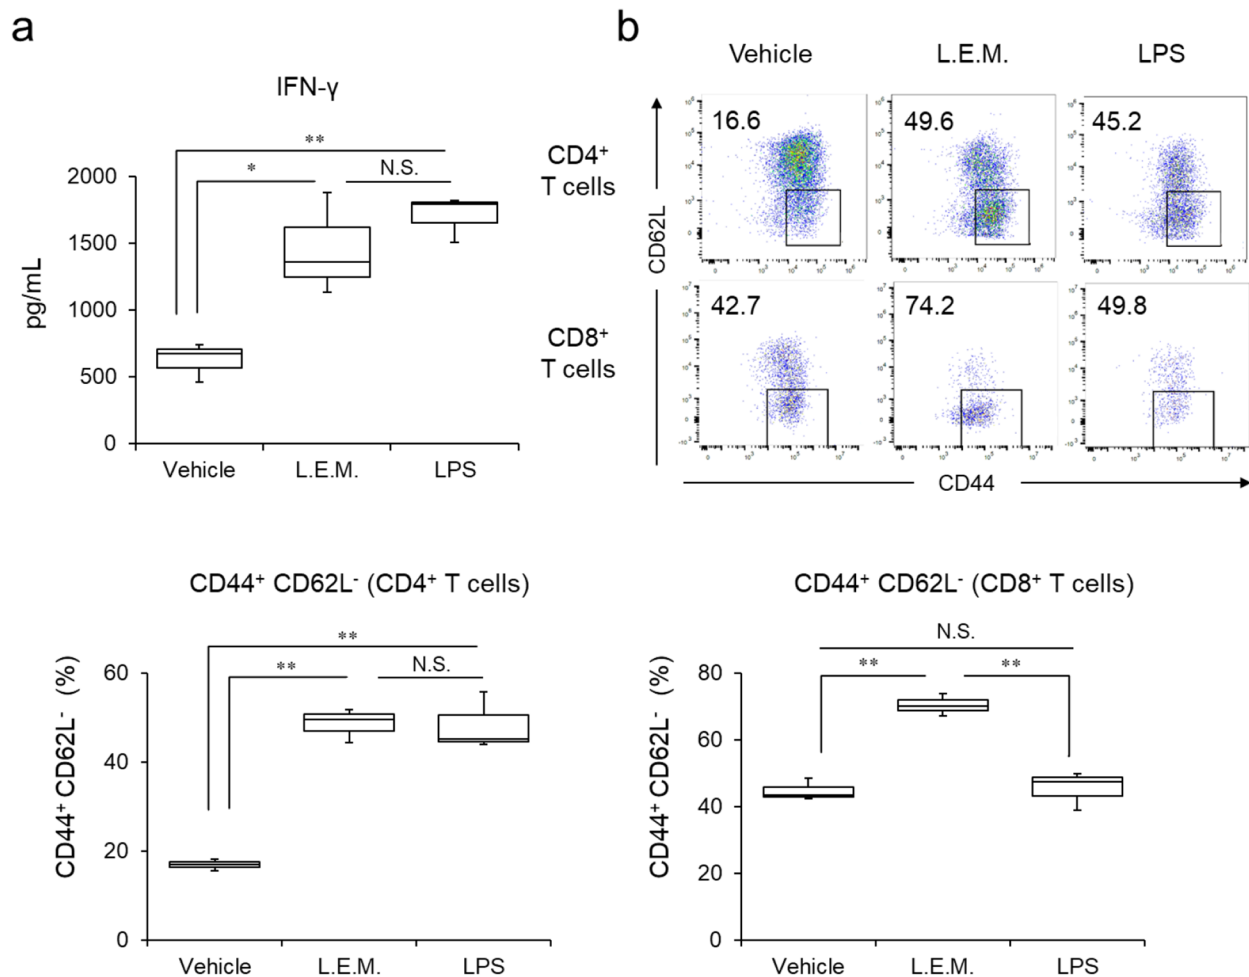 a
IFN-γ
**
*
N.S.
pg/mL
2000
1500
1000
500
0
Vehicle L.E.M. LPS
b
Vehicle L.E.M. LPS
CD4⁺
T cells
CD8⁺
T cells
CD62L
16.6 49.6 45.2
42.7 74.2 49.8
CD44
CD44⁺ CD62L⁻ (CD4⁺ T cells)
**
**
N.S.
CD44⁺ CD62L⁻ (%)
60
40
20
0
Vehicle L.E.M. LPS
CD44⁺ CD62L⁻ (CD8⁺ T cells)
N.S.
** **
CD44⁺ CD62L⁻ (%)
80
60
40
20
0
Vehicle L.E.M. LPS